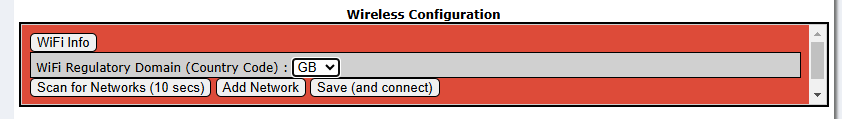 Wireless Configuration
WiFi Info
WiFi Regulatory Domain (Country Code) : GB
Scan for Networks (10 secs) Add Network Save (and connect)